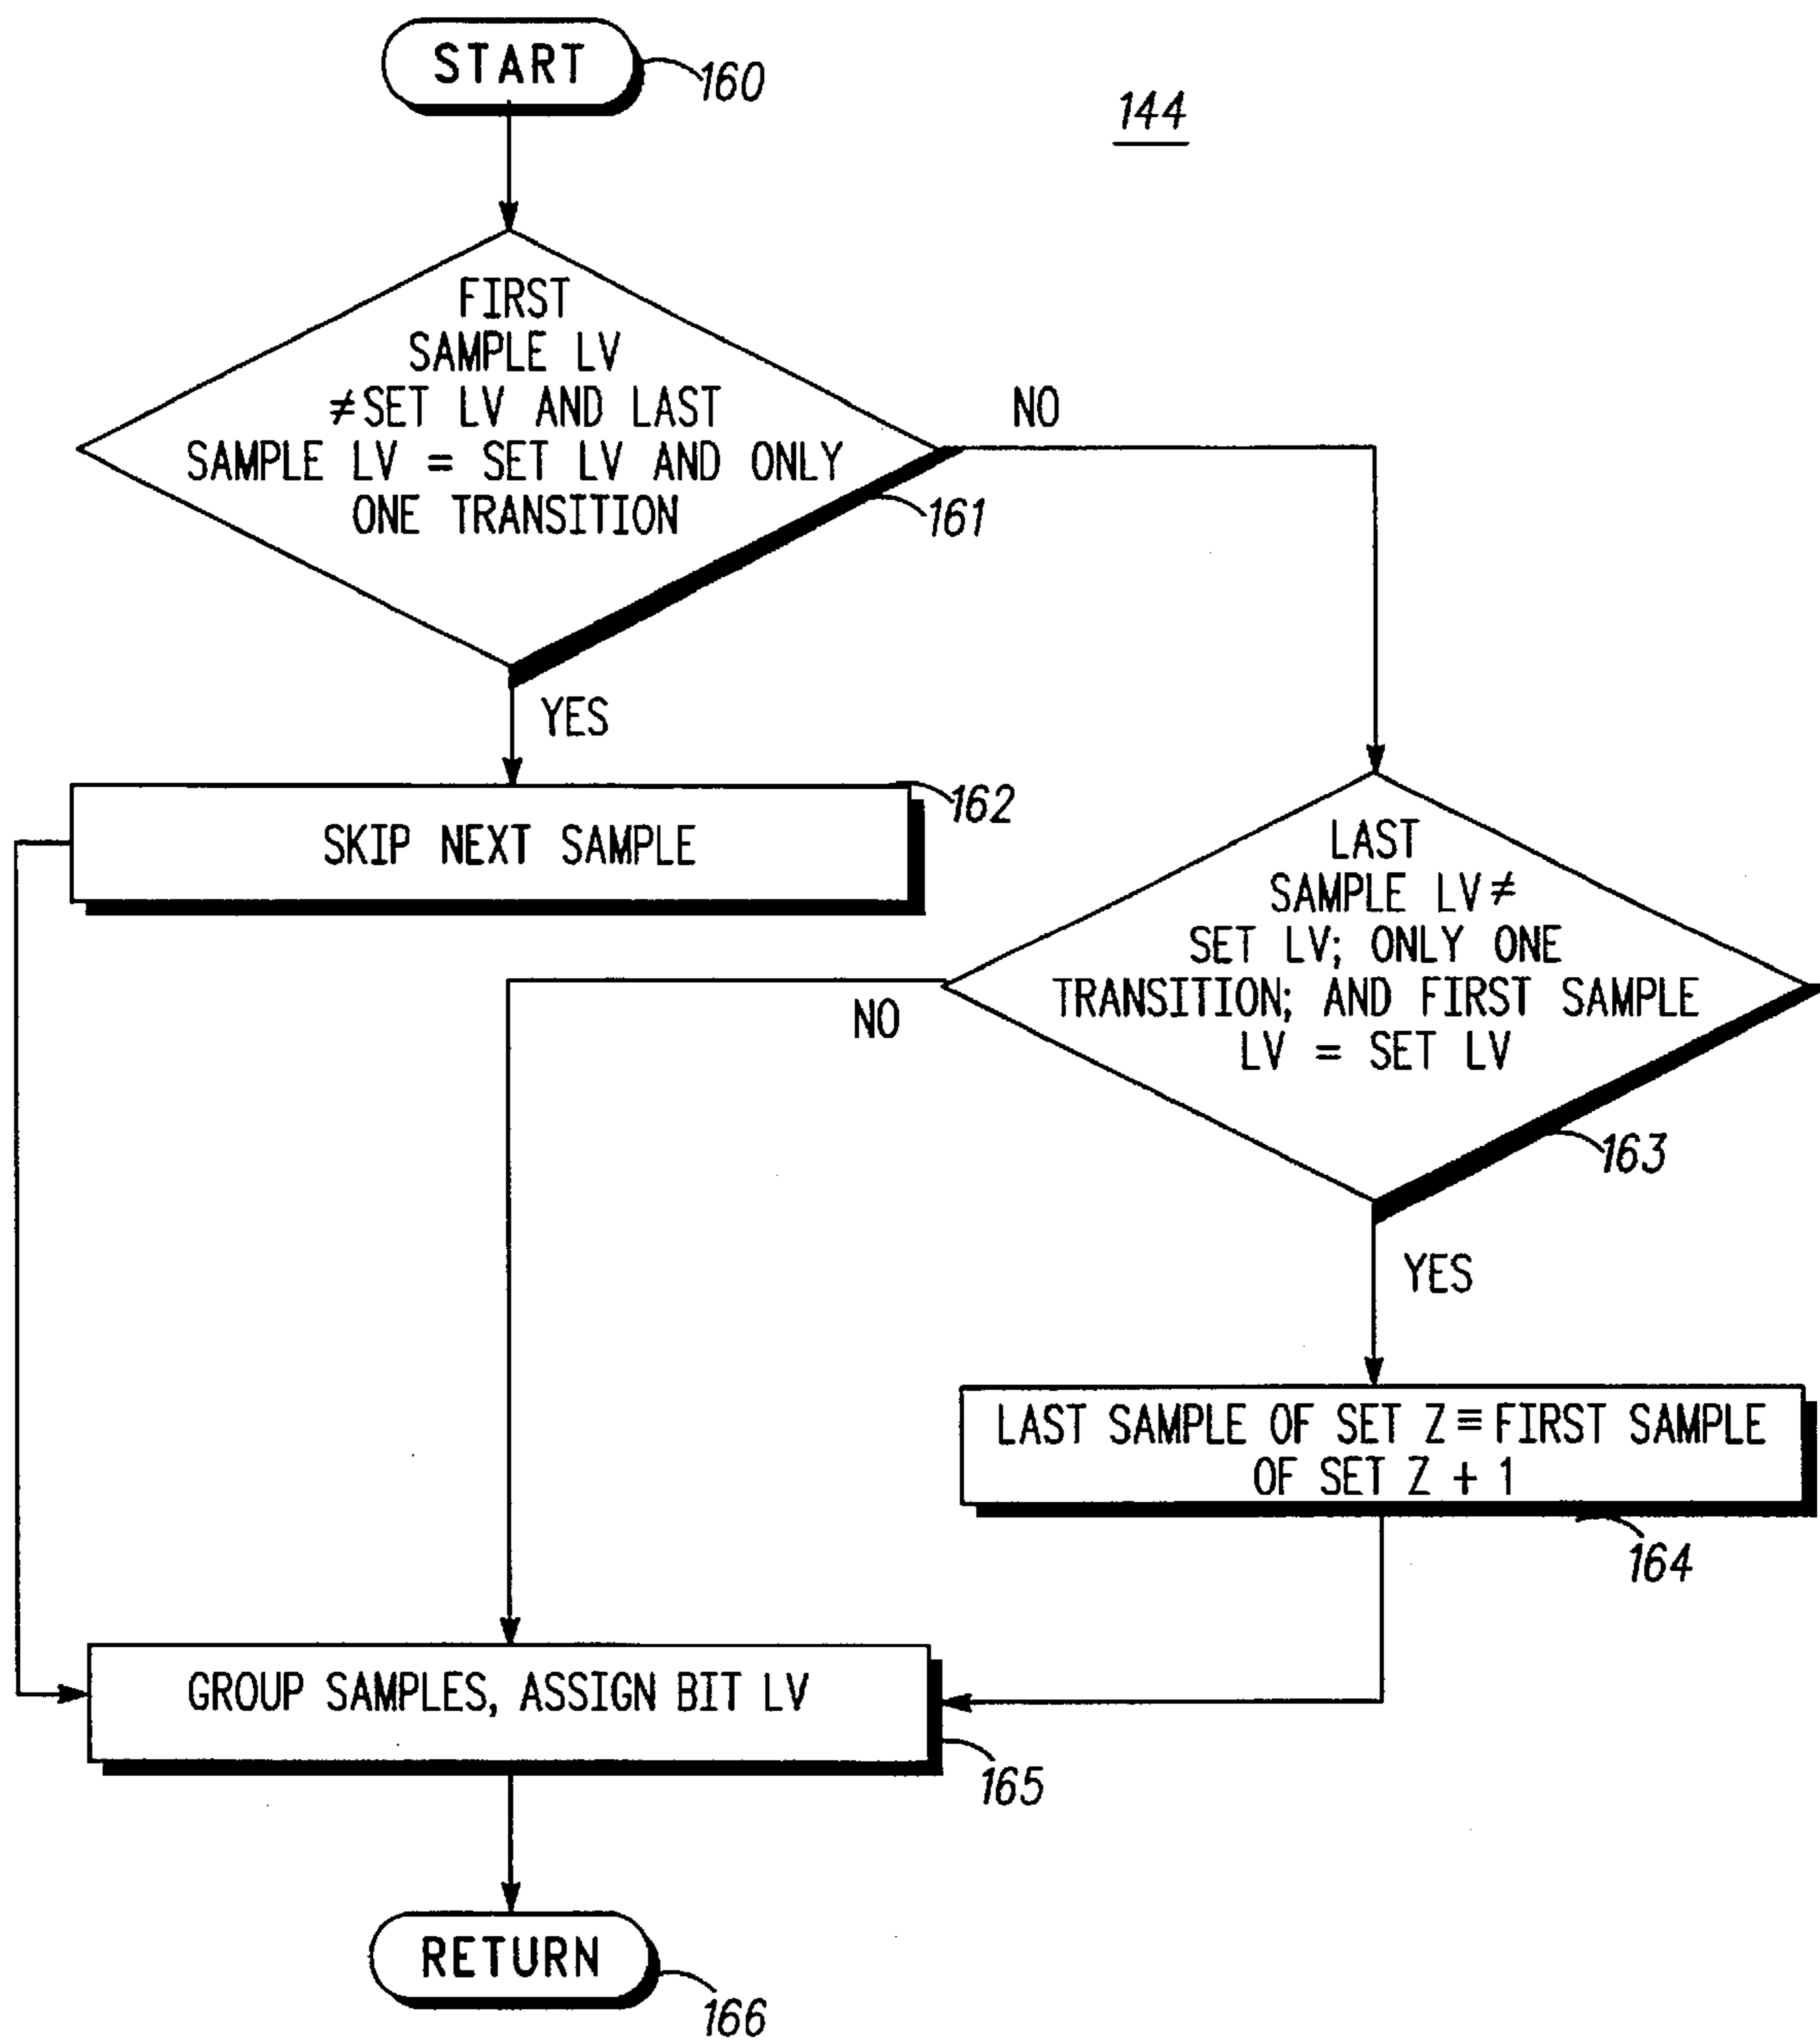 START
160
144
FIRST
SAMPLE LV
≠SET LV AND LAST
SAMPLE LV = SET LV AND ONLY
ONE TRANSITION
NO
161
YES
162
SKIP NEXT SAMPLE
LAST
SAMPLE LV≠
SET LV; ONLY ONE
TRANSITION; AND FIRST SAMPLE
LV = SET LV
NO
163
YES
LAST SAMPLE OF SET Z≡FIRST SAMPLE
OF SET Z + 1
164
GROUP SAMPLES, ASSIGN BIT LV
165
RETURN
166